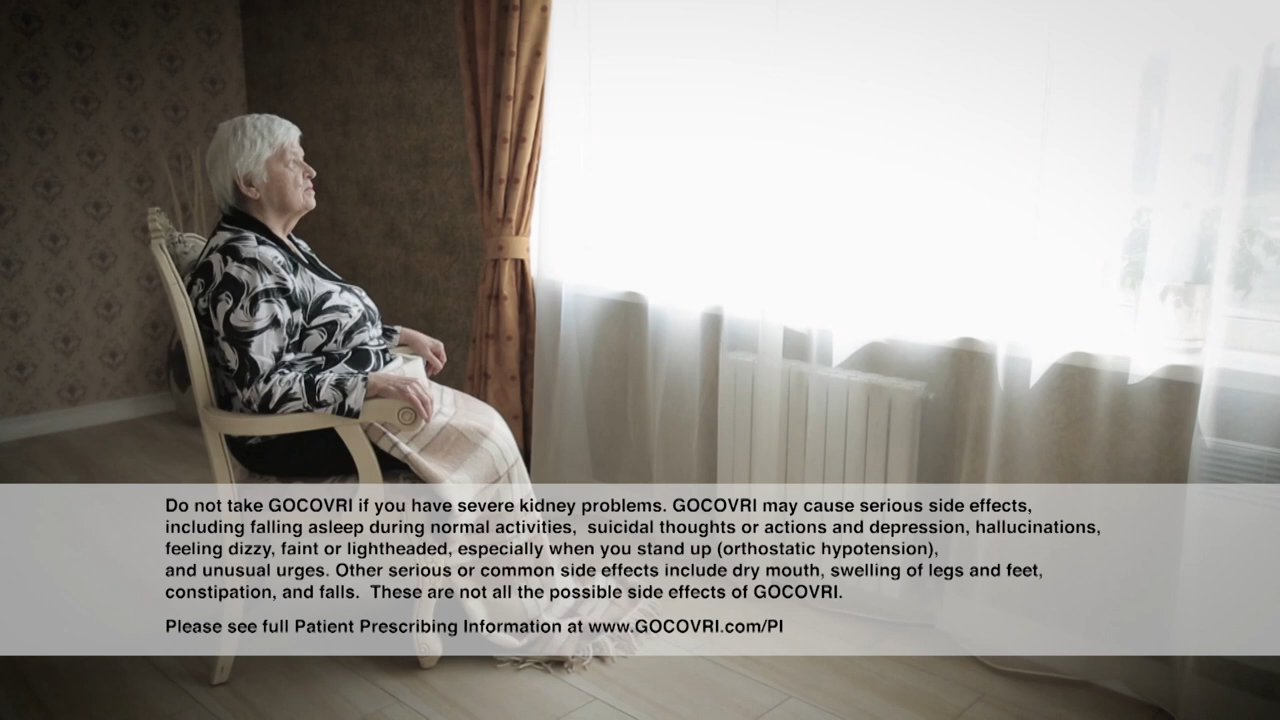 Do not take GOCOVRI if you have severe kidney problems. GOCOVRI may cause serious side effects,
including falling asleep during normal activities,  suicidal thoughts or actions and depression, hallucinations,
feeling dizzy, faint or lightheaded, especially when you stand up (orthostatic hypotension),
and unusual urges. Other serious or common side effects include dry mouth, swelling of legs and feet,
constipation, and falls.  These are not all the possible side effects of GOCOVRI.
Please see full Patient Prescribing Information at www.GOCOVRI.com/PI